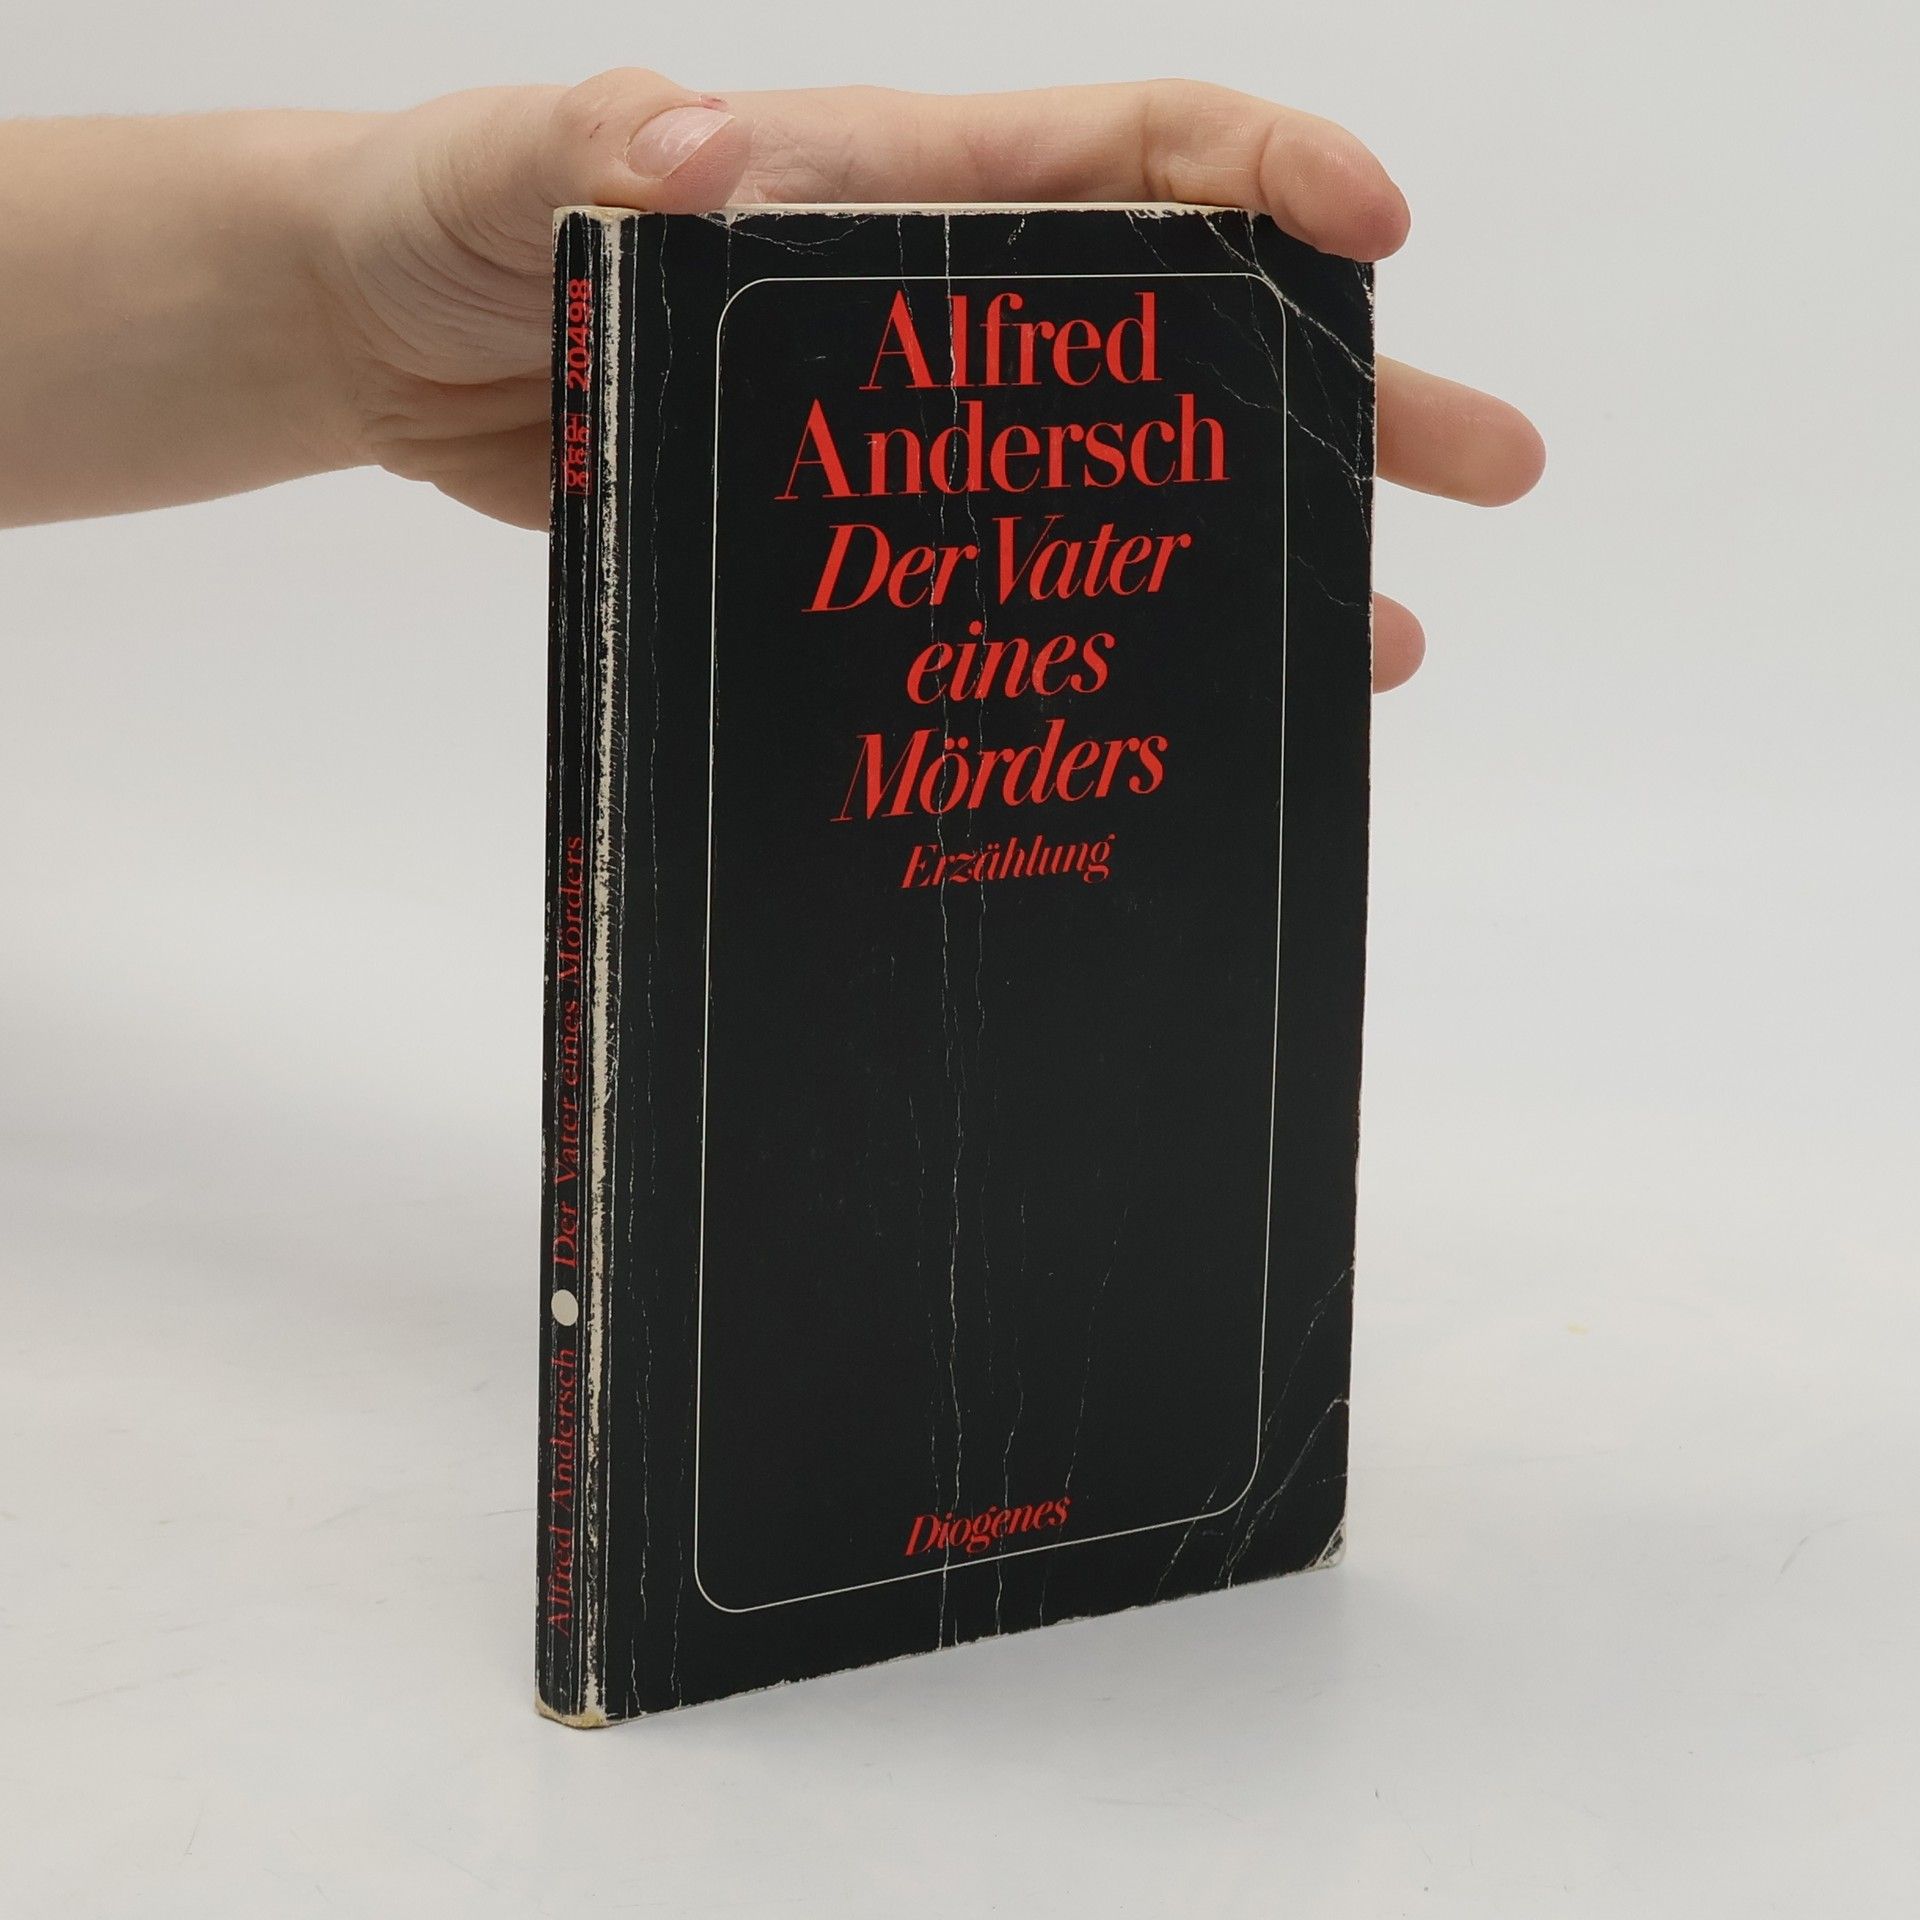 Alfred
Andersch
Der Vater
eines
Mörders
Erzählung
Diogenes
Alfred Andersch ● Der Vater eines Mörders
20498